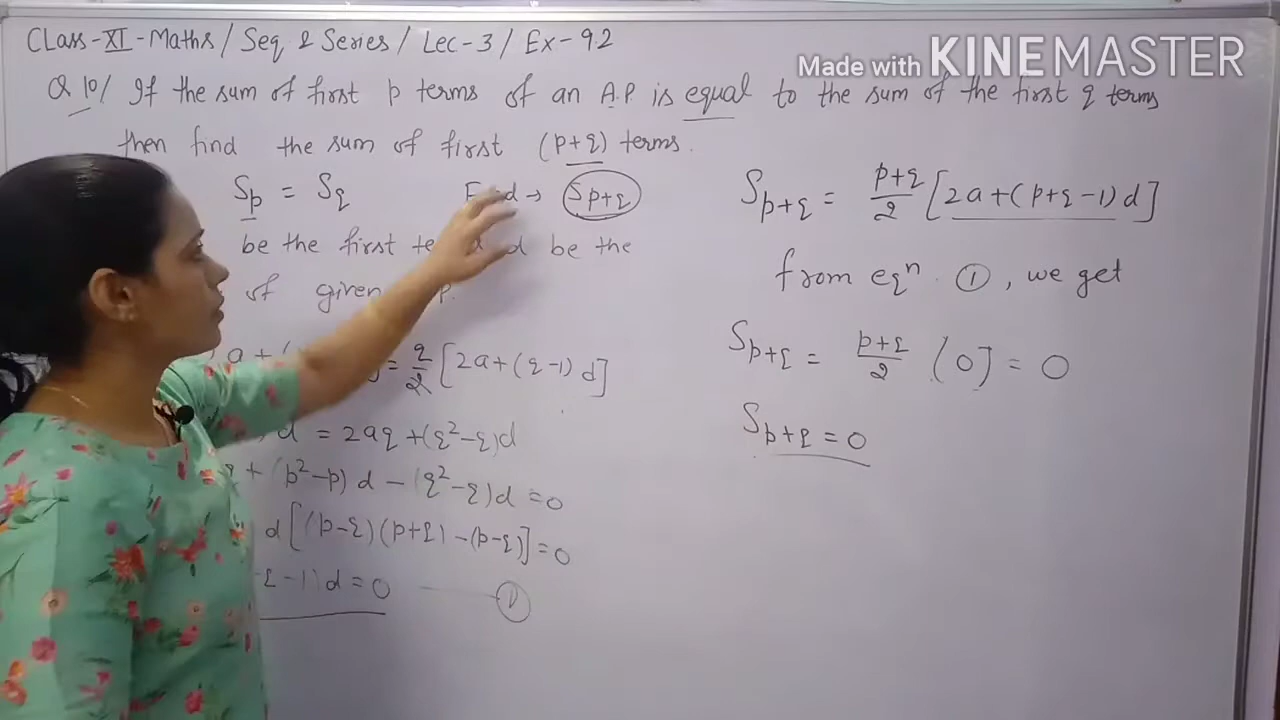 CLass-XI-Maths / Seq & Series / Lec-3 / Ex-9.2
Made with KINEMASTER
Q 10/ If the sum of first p terms of an A.P. is equal to the sum of the first q terms
then find the sum of first (p+q) terms.
Sp = Sq → Sp+q
be the first be the
of given
= q/2 [2a+(q-1)d]
d = 2aq+(q²-q)d
+ (p²-p)d - (q²-q)d = 0
d[(p-q)(p+q)-(p-q)] = 0
q-1)d = 0 ①
Sp+q = p+q/2 [2a+(p+q-1)d]
from eqⁿ. ①, we get
Sp+q = p+q/2 (0] = 0
Sp+q = 0